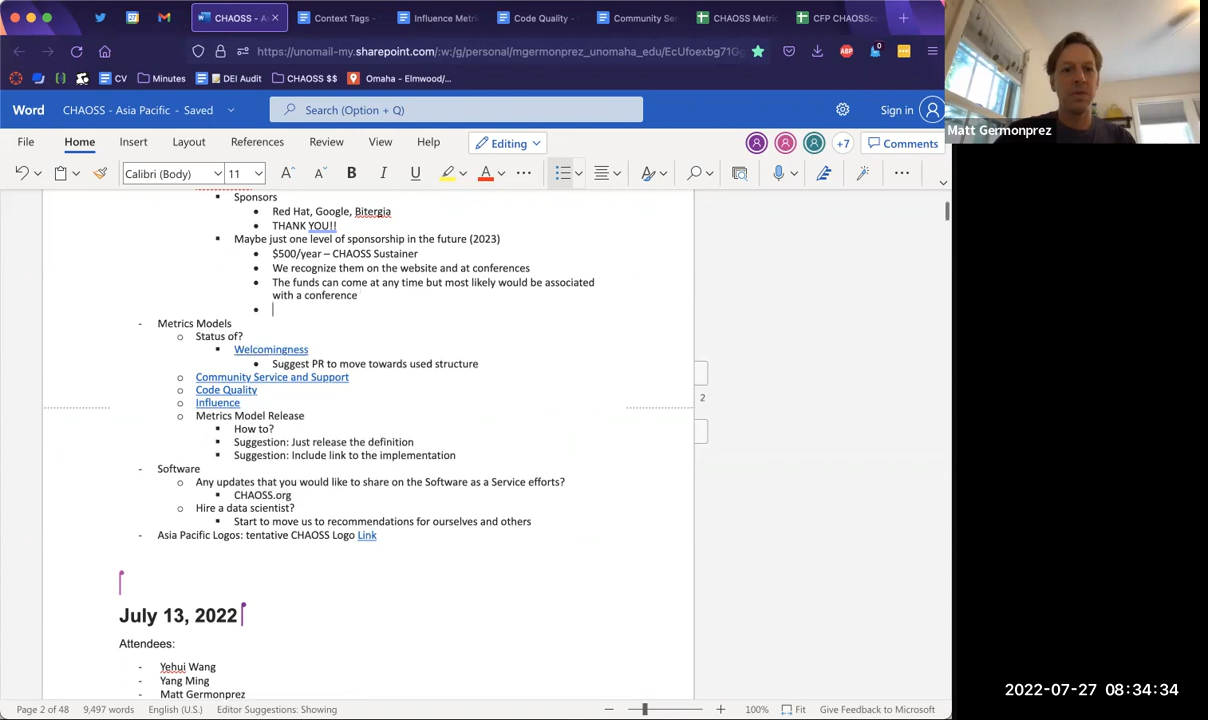 CHAOSS - A
Context Tags -
Influence Metri
Code Quality -
Community Ser
CHAOSS Metric
CFP CHAOSSco
https://unomail-my.sharepoint.com/:w:/g/personal/mgermonprez_unomaha_edu/EcUfoexbg71G
ABP
0
CV
Minutes
DEI Audit
CHAOSS $$
Omaha - Elmwood/...
Word
CHAOSS - Asia Pacific - Saved
Search (Option + Q)
Sign in
Matt Germonprez
File
Home
Insert
Layout
References
Review
View
Help
Editing
+7
Comments
Calibri (Body)
11
Sponsors
Red Hat, Google, Bitergia
THANK YOU!!
Maybe just one level of sponsorship in the future (2023)
$500/year – CHAOSS Sustainer
We recognize them on the website and at conferences
The funds can come at any time but most likely would be associated
with a conference
- Metrics Models
o Status of?
Welcomingness
Suggest PR to move towards used structure
o Community Service and Support
o Code Quality
o Influence
o Metrics Model Release
How to?
Suggestion: Just release the definition
Suggestion: Include link to the implementation
2
- Software
o Any updates that you would like to share on the Software as a Service efforts?
CHAOSS.org
o Hire a data scientist?
Start to move us to recommendations for ourselves and others
- Asia Pacific Logos: tentative CHAOSS Logo Link
July 13, 2022
Attendees:
- Yehui Wang
- Yang Ming
- Matt Germonprez
2022-07-27 08:34:34
Page 2 of 48
9,497 words
English (U.S.)
Editor Suggestions: Showing
100%
Fit
Give Feedback to Microsoft